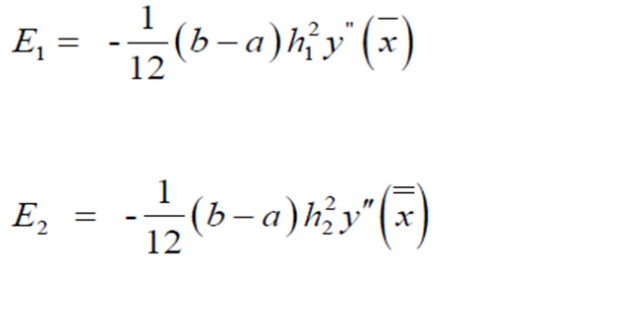 E₁ = -1/12 (b – a) h₁² y" (x̄)
E₂ = -1/12 (b – a) h₂² y″ (x̿)